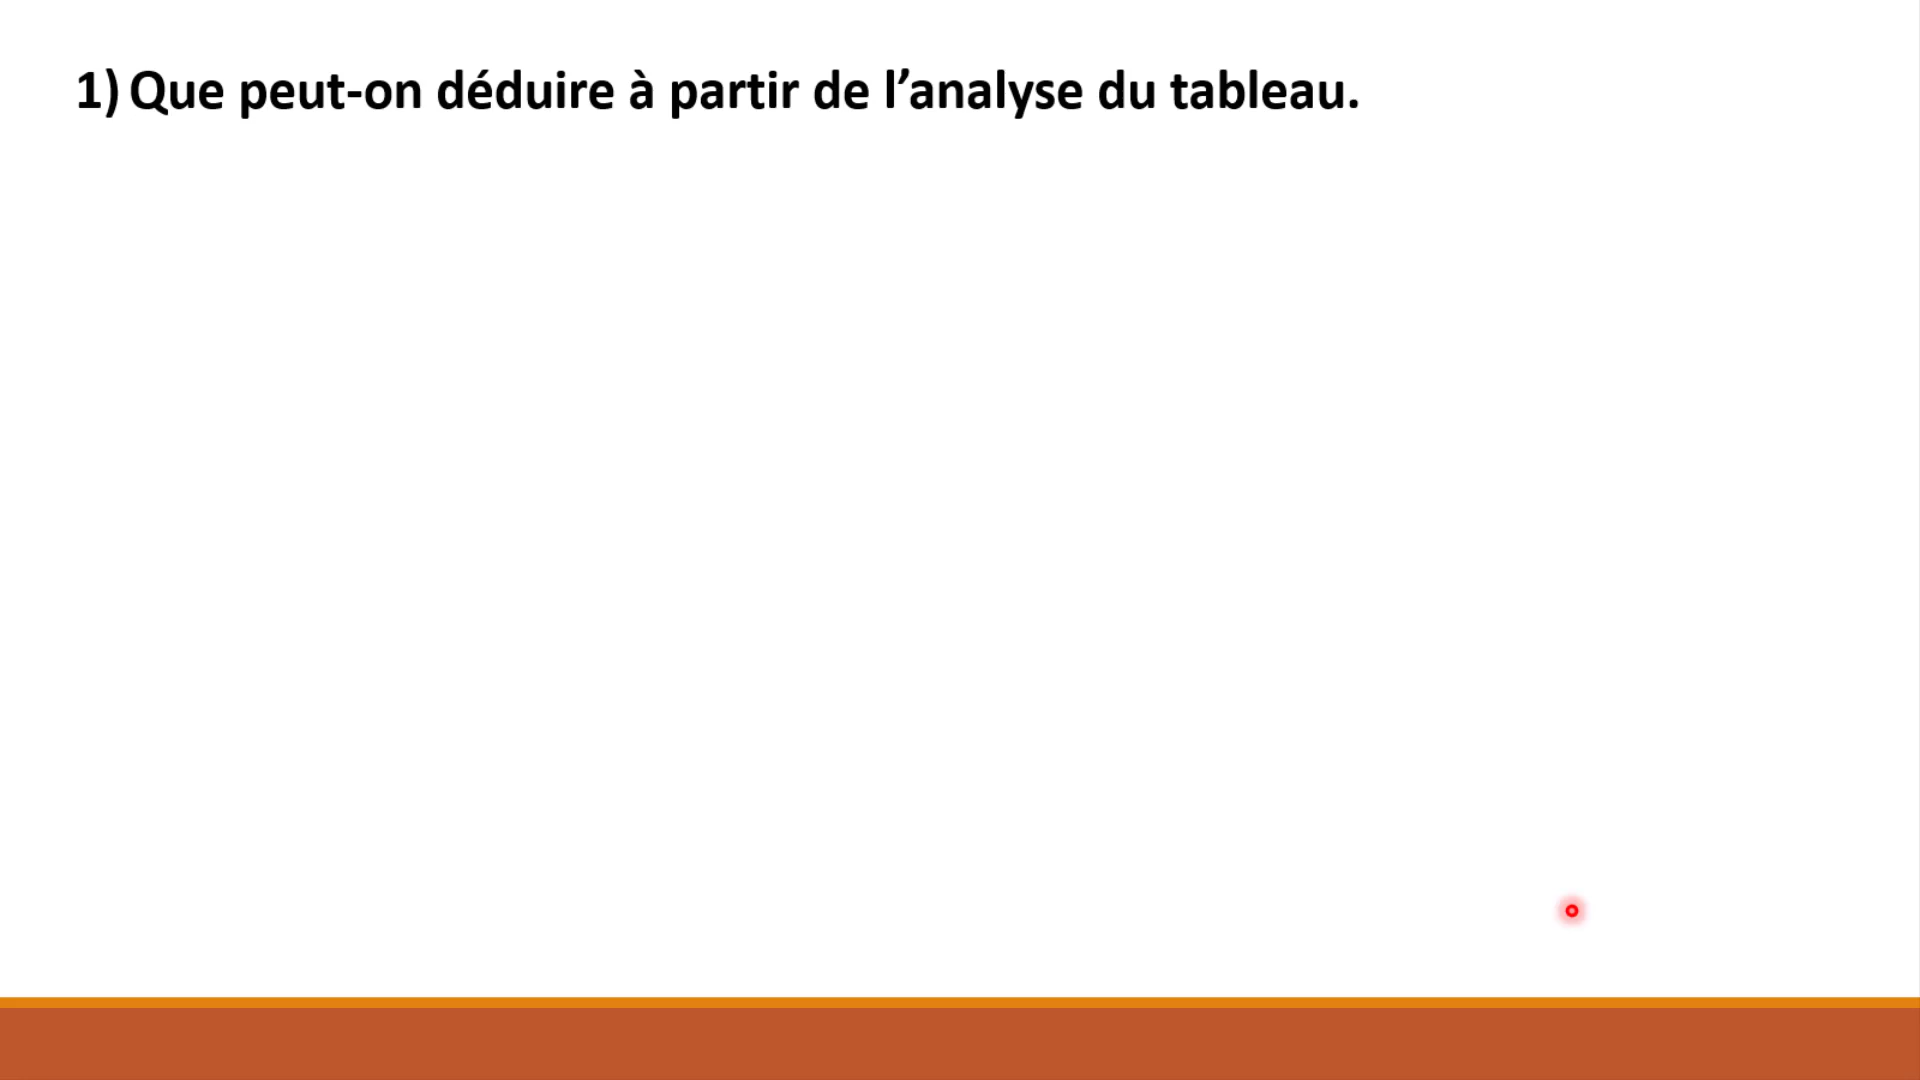 1) Que peut-on déduire à partir de l’analyse du tableau.